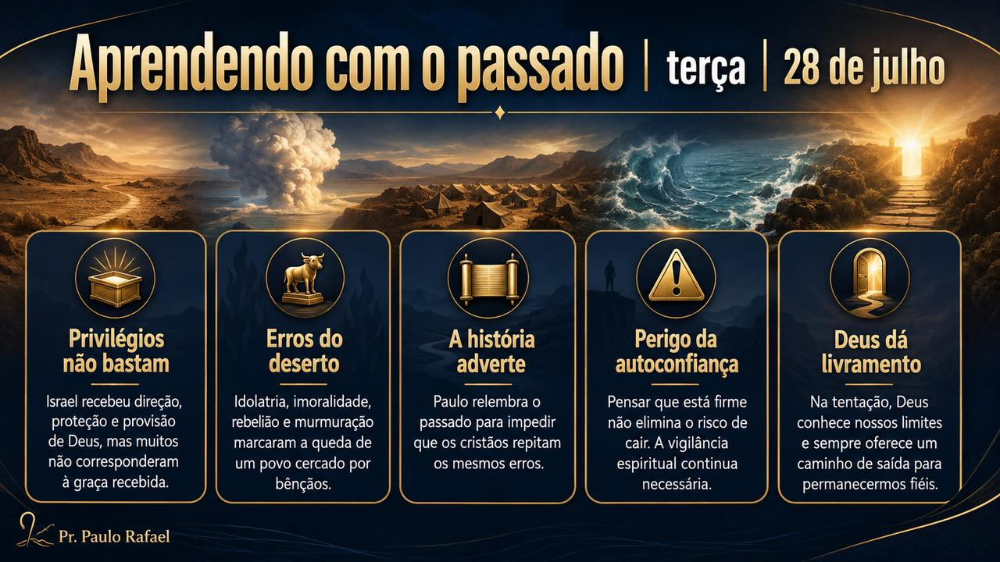 Aprendendo com o passado | terça | 28 de julho
Privilégios
não bastam
Israel recebeu direção,
proteção e provisão
de Deus, mas muitos
não corresponderam
à graça recebida.
Erros do
deserto
Idolatria, imoralidade,
rebelião e murmuração
marcaram a queda de
um povo cercado por
bênçãos.
A história
adverte
Paulo relembra o
passado para impedir
que os cristãos repitam
os mesmos erros.
Perigo da
autoconfiança
Pensar que está firme
não elimina o risco de
cair. A vigilância
espiritual continua
necessária.
Deus dá
livramento
Na tentação, Deus
conhece nossos limites
e sempre oferece um
caminho de saída para
permanecermos fiéis.
Pr. Paulo Rafael